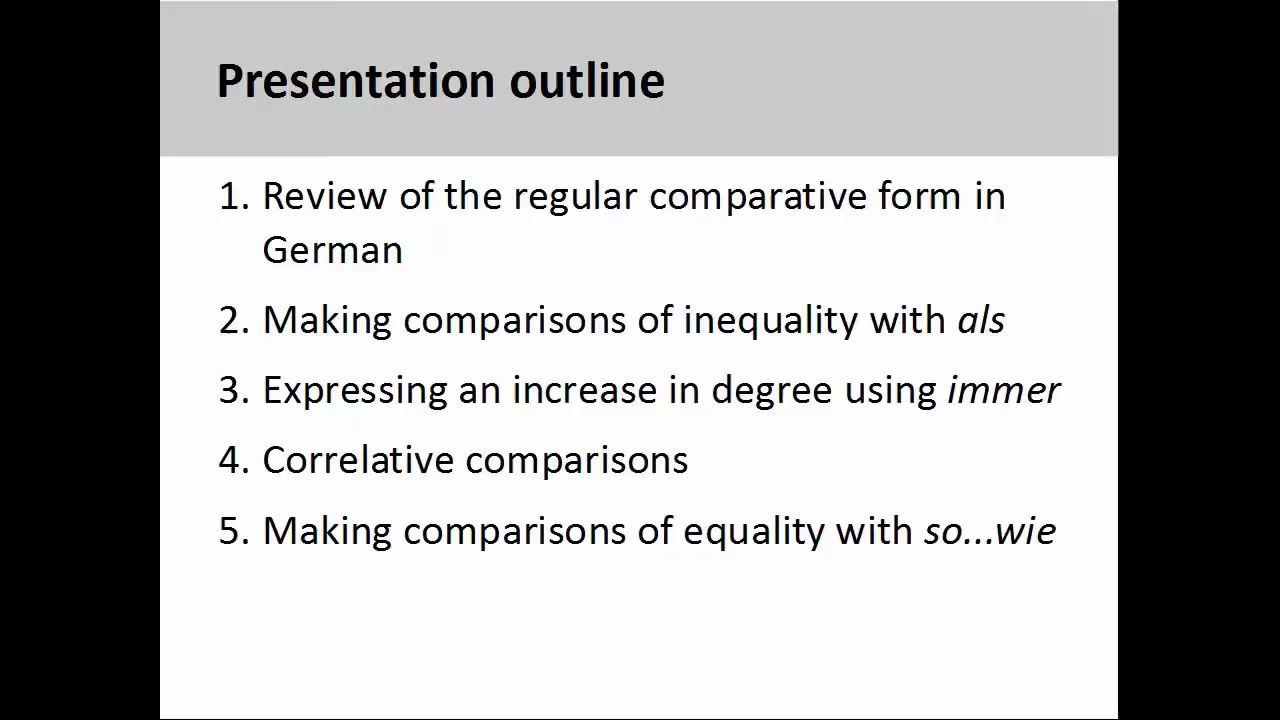 Presentation outline
1. Review of the regular comparative form in
German
2. Making comparisons of inequality with als
3. Expressing an increase in degree using immer
4. Correlative comparisons
5. Making comparisons of equality with so...wie